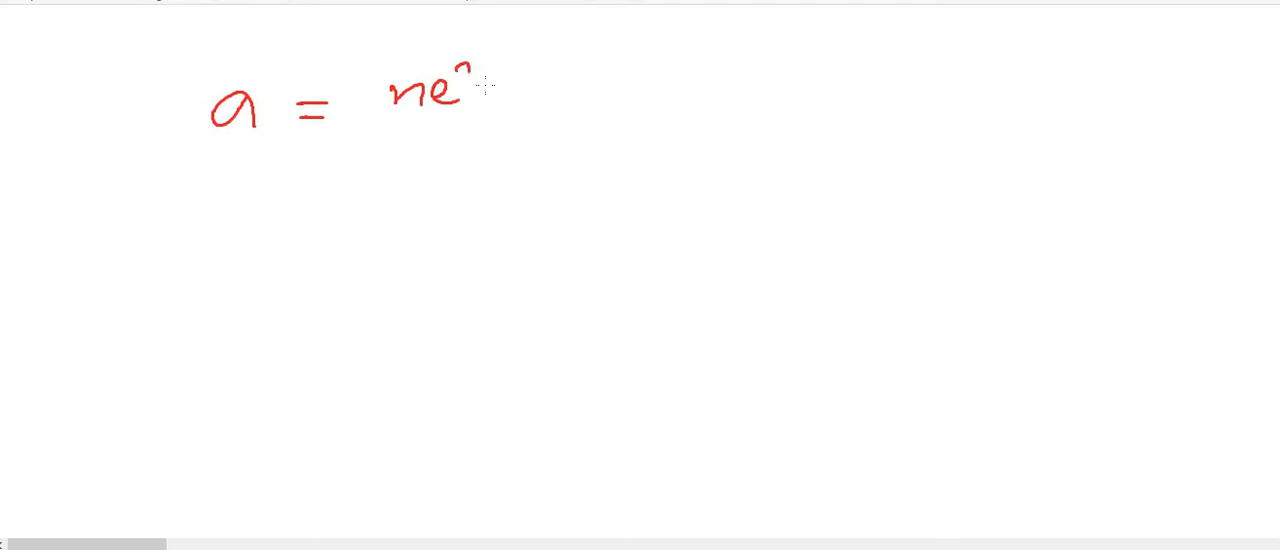 a = ne^